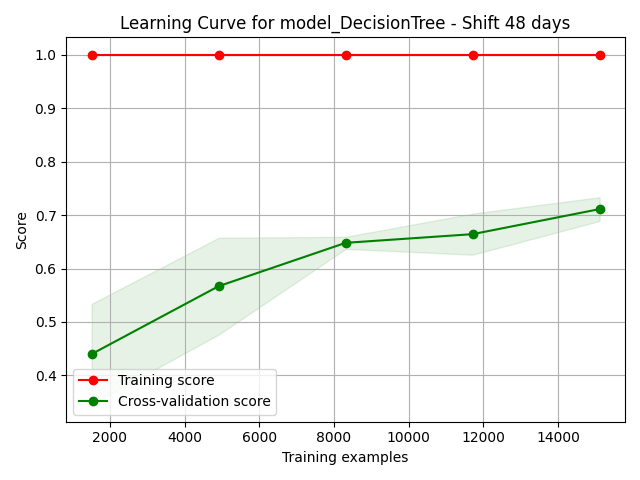 Learning Curve for model_DecisionTree - Shift 48 days
1.0
0.9
0.8
0.7
0.6
0.5
0.4
Score
Training score
Cross-validation score
2000 4000 6000 8000 10000 12000 14000
Training examples